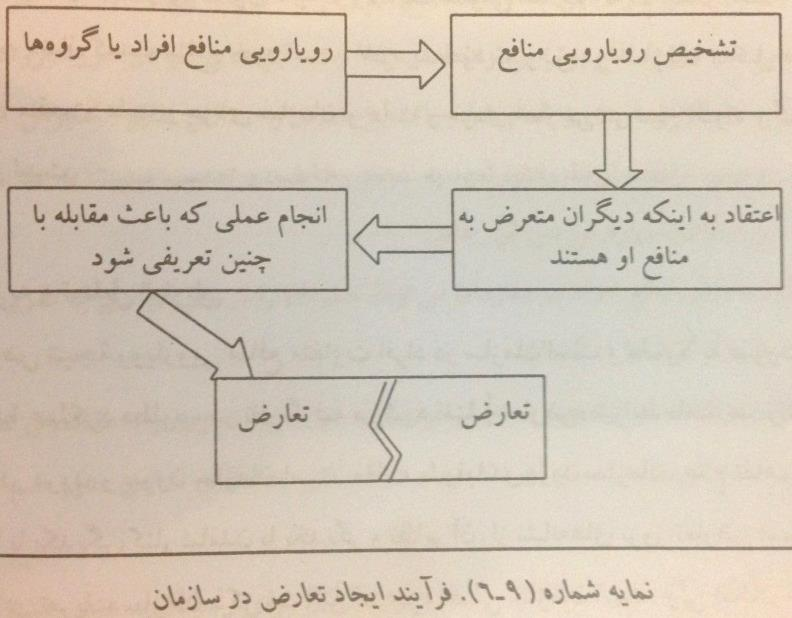 رویارویی منافع افراد یا گروه‌ها
تشخیص رویارویی منافع
اعتقاد به اینکه دیگران متعرض به
منافع او هستند
انجام عملی که باعث مقابله با
چنین تعریفی شود
تعارض
تعارض
نمایه شماره (۹-۶). فرآیند ایجاد تعارض در سازمان